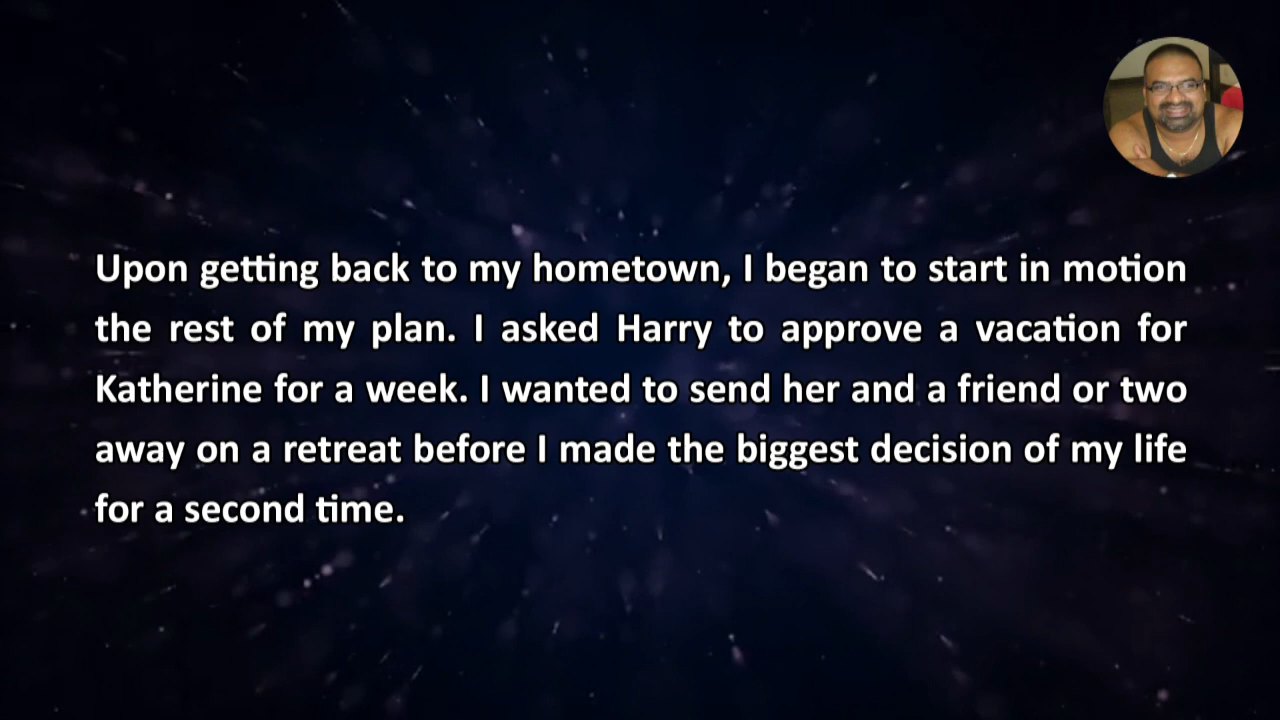 Upon getting back to my hometown, I began to start in motion
the rest of my plan. I asked Harry to approve a vacation for
Katherine for a week. I wanted to send her and a friend or two
away on a retreat before I made the biggest decision of my life
for a second time.